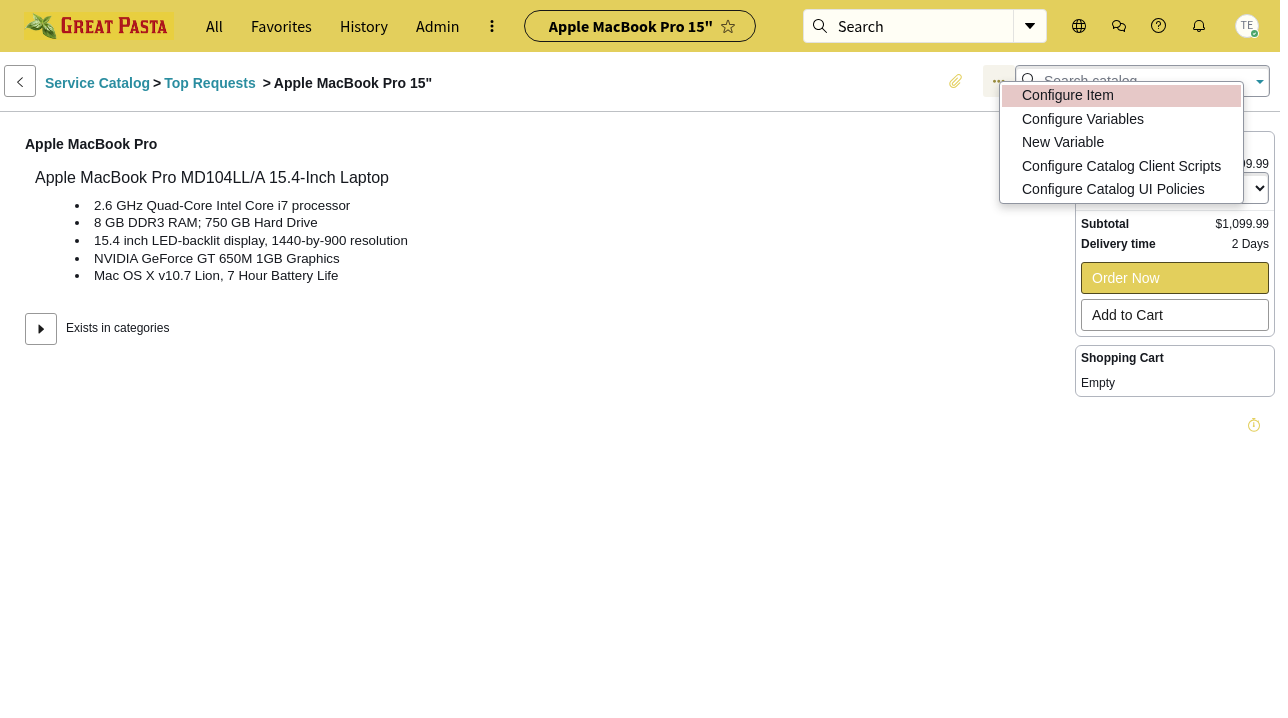 GREAT PASTA
All
Favorites
History
Admin
Apple MacBook Pro 15"
Search
TE
Service Catalog > Top Requests > Apple MacBook Pro 15"
Search catalog
Configure Item
Configure Variables
New Variable
Configure Catalog Client Scripts
Configure Catalog UI Policies
Apple MacBook Pro
Apple MacBook Pro MD104LL/A 15.4-Inch Laptop
2.6 GHz Quad-Core Intel Core i7 processor
8 GB DDR3 RAM; 750 GB Hard Drive
15.4 inch LED-backlit display, 1440-by-900 resolution
NVIDIA GeForce GT 650M 1GB Graphics
Mac OS X v10.7 Lion, 7 Hour Battery Life
Exists in categories
Subtotal $1,099.99
Delivery time 2 Days
Order Now
Add to Cart
Shopping Cart
Empty